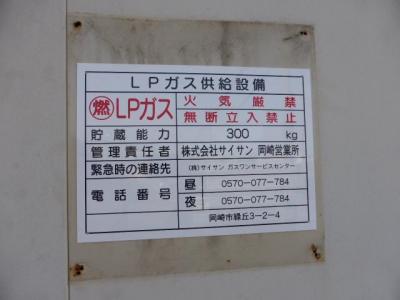 LPガス供給設備
燃 LPガス 火気厳禁
無断立入禁止
貯蔵能力 300 kg
管理責任者 株式会社サイサン 岡崎営業所
緊急時の連絡先 (株)サイサン ガスワンサービスセンター
電話番号 昼 0570-077-784
夜 0570-077-784
岡崎市緑丘3-2-4